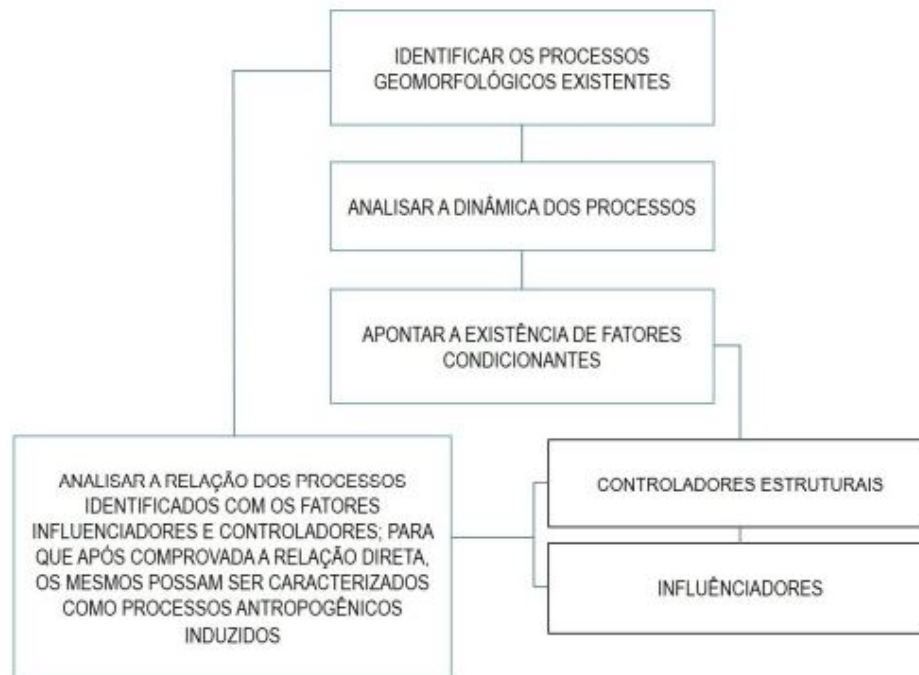 IDENTIFICAR OS PROCESSOS
GEOMORFOLÓGICOS EXISTENTES
ANALISAR A DINÂMICA DOS PROCESSOS
APONTAR A EXISTÊNCIA DE FATORES
CONDICIONANTES
ANALISAR A RELAÇÃO DOS PROCESSOS
IDENTIFICADOS COM OS FATORES
INFLUENCIADORES E CONTROLADORES; PARA
QUE APÓS COMPROVADA A RELAÇÃO DIRETA,
OS MESMOS POSSAM SER CARACTERIZADOS
COMO PROCESSOS ANTROPOGÊNICOS
INDUZIDOS
CONTROLADORES ESTRUTURAIS
INFLUÊNCIADORES